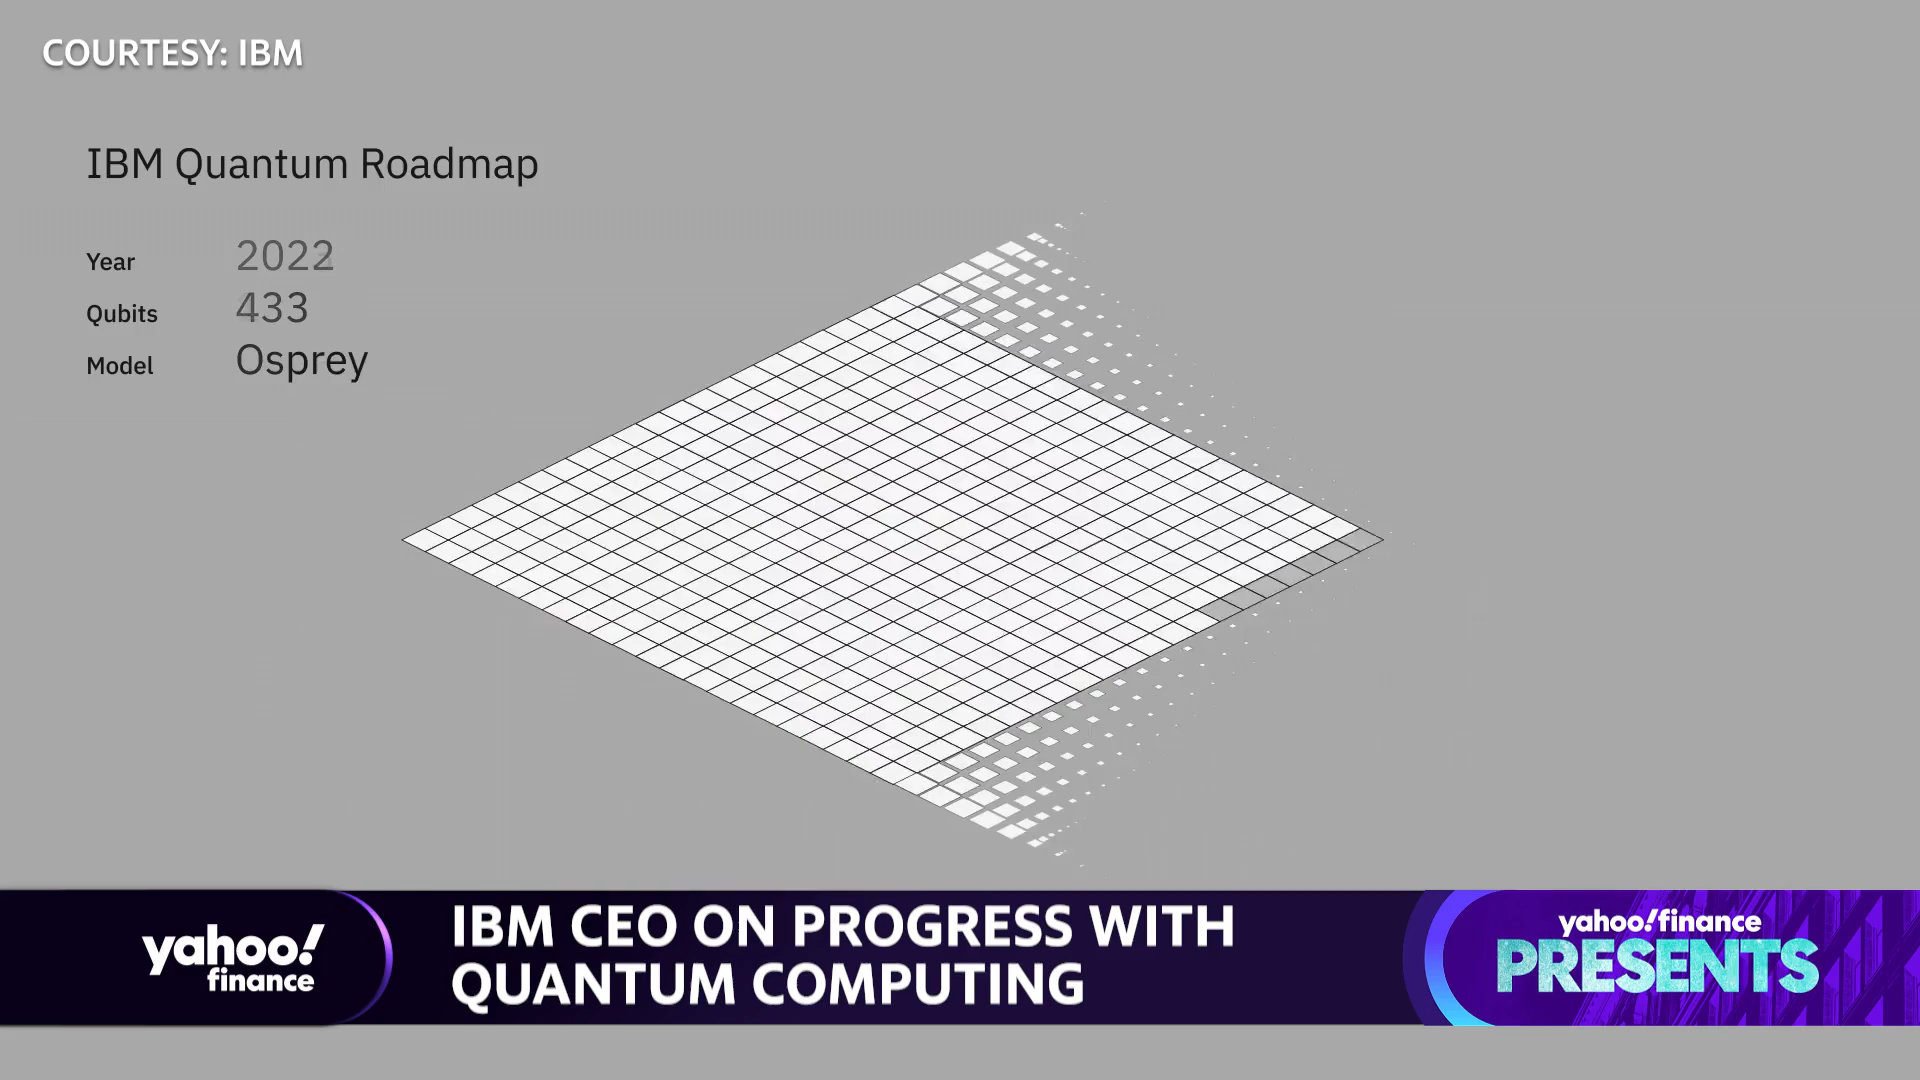 COURTESY: IBM
IBM Quantum Roadmap
Year 2022
Qubits 433
Model Osprey
yahoo!
finance
IBM CEO ON PROGRESS WITH
QUANTUM COMPUTING
yahoo!finance
PRESENTS